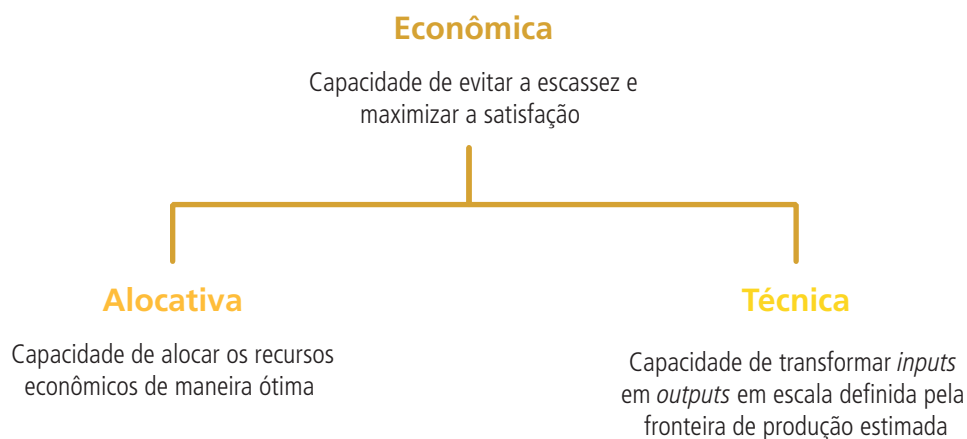 Econômica
Capacidade de evitar a escassez e
maximizar a satisfação
Alocativa
Capacidade de alocar os recursos
econômicos de maneira ótima
Técnica
Capacidade de transformar inputs
em outputs em escala definida pela
fronteira de produção estimada